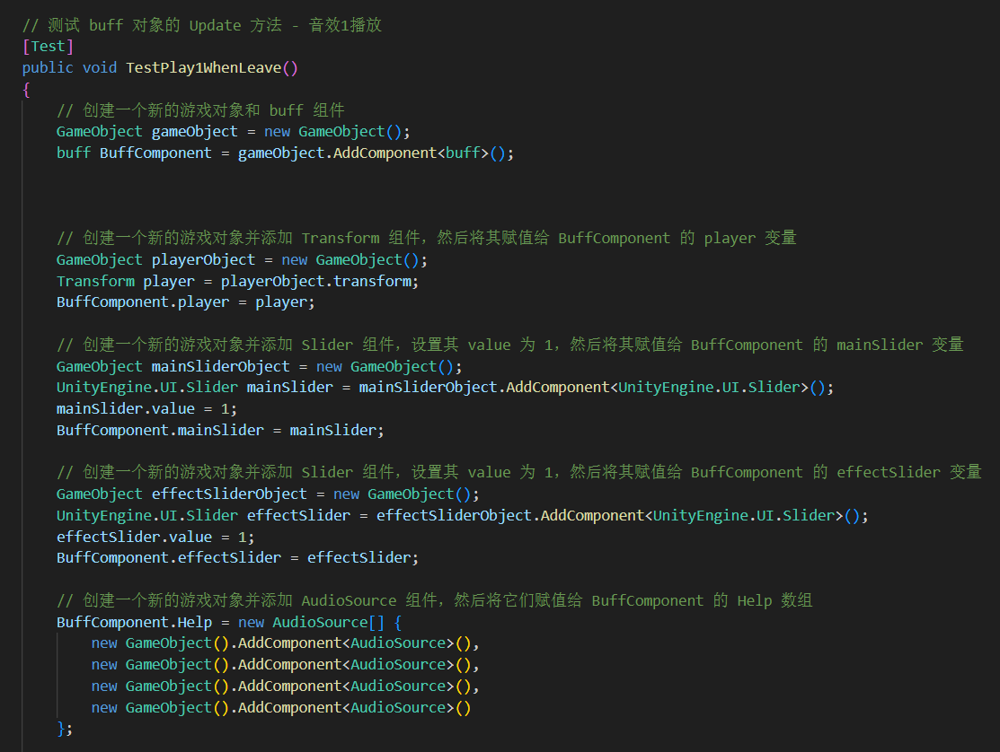 // 测试 buff 对象的 Update 方法 - 音效1播放
[Test]
public void TestPlay1WhenLeave()
{
    // 创建一个新的游戏对象和 buff 组件
    GameObject gameObject = new GameObject();
    buff BuffComponent = gameObject.AddComponent<buff>();
    // 创建一个新的游戏对象并添加 Transform 组件，然后将其赋值给 BuffComponent 的 player 变量
    GameObject playerObject = new GameObject();
    Transform player = playerObject.transform;
    BuffComponent.player = player;
    // 创建一个新的游戏对象并添加 Slider 组件，设置其 value 为 1，然后将其赋值给 BuffComponent 的 mainSlider 变量
    GameObject mainSliderObject = new GameObject();
    UnityEngine.UI.Slider mainSlider = mainSliderObject.AddComponent<UnityEngine.UI.Slider>();
    mainSlider.value = 1;
    BuffComponent.mainSlider = mainSlider;
    // 创建一个新的游戏对象并添加 Slider 组件，设置其 value 为 1，然后将其赋值给 BuffComponent 的 effectSlider 变量
    GameObject effectSliderObject = new GameObject();
    UnityEngine.UI.Slider effectSlider = effectSliderObject.AddComponent<UnityEngine.UI.Slider>();
    effectSlider.value = 1;
    BuffComponent.effectSlider = effectSlider;
    // 创建一个新的游戏对象并添加 AudioSource 组件，然后将它们赋值给 BuffComponent 的 Help 数组
    BuffComponent.Help = new AudioSource[] {
        new GameObject().AddComponent<AudioSource>(),
        new GameObject().AddComponent<AudioSource>(),
        new GameObject().AddComponent<AudioSource>(),
        new GameObject().AddComponent<AudioSource>()
    };